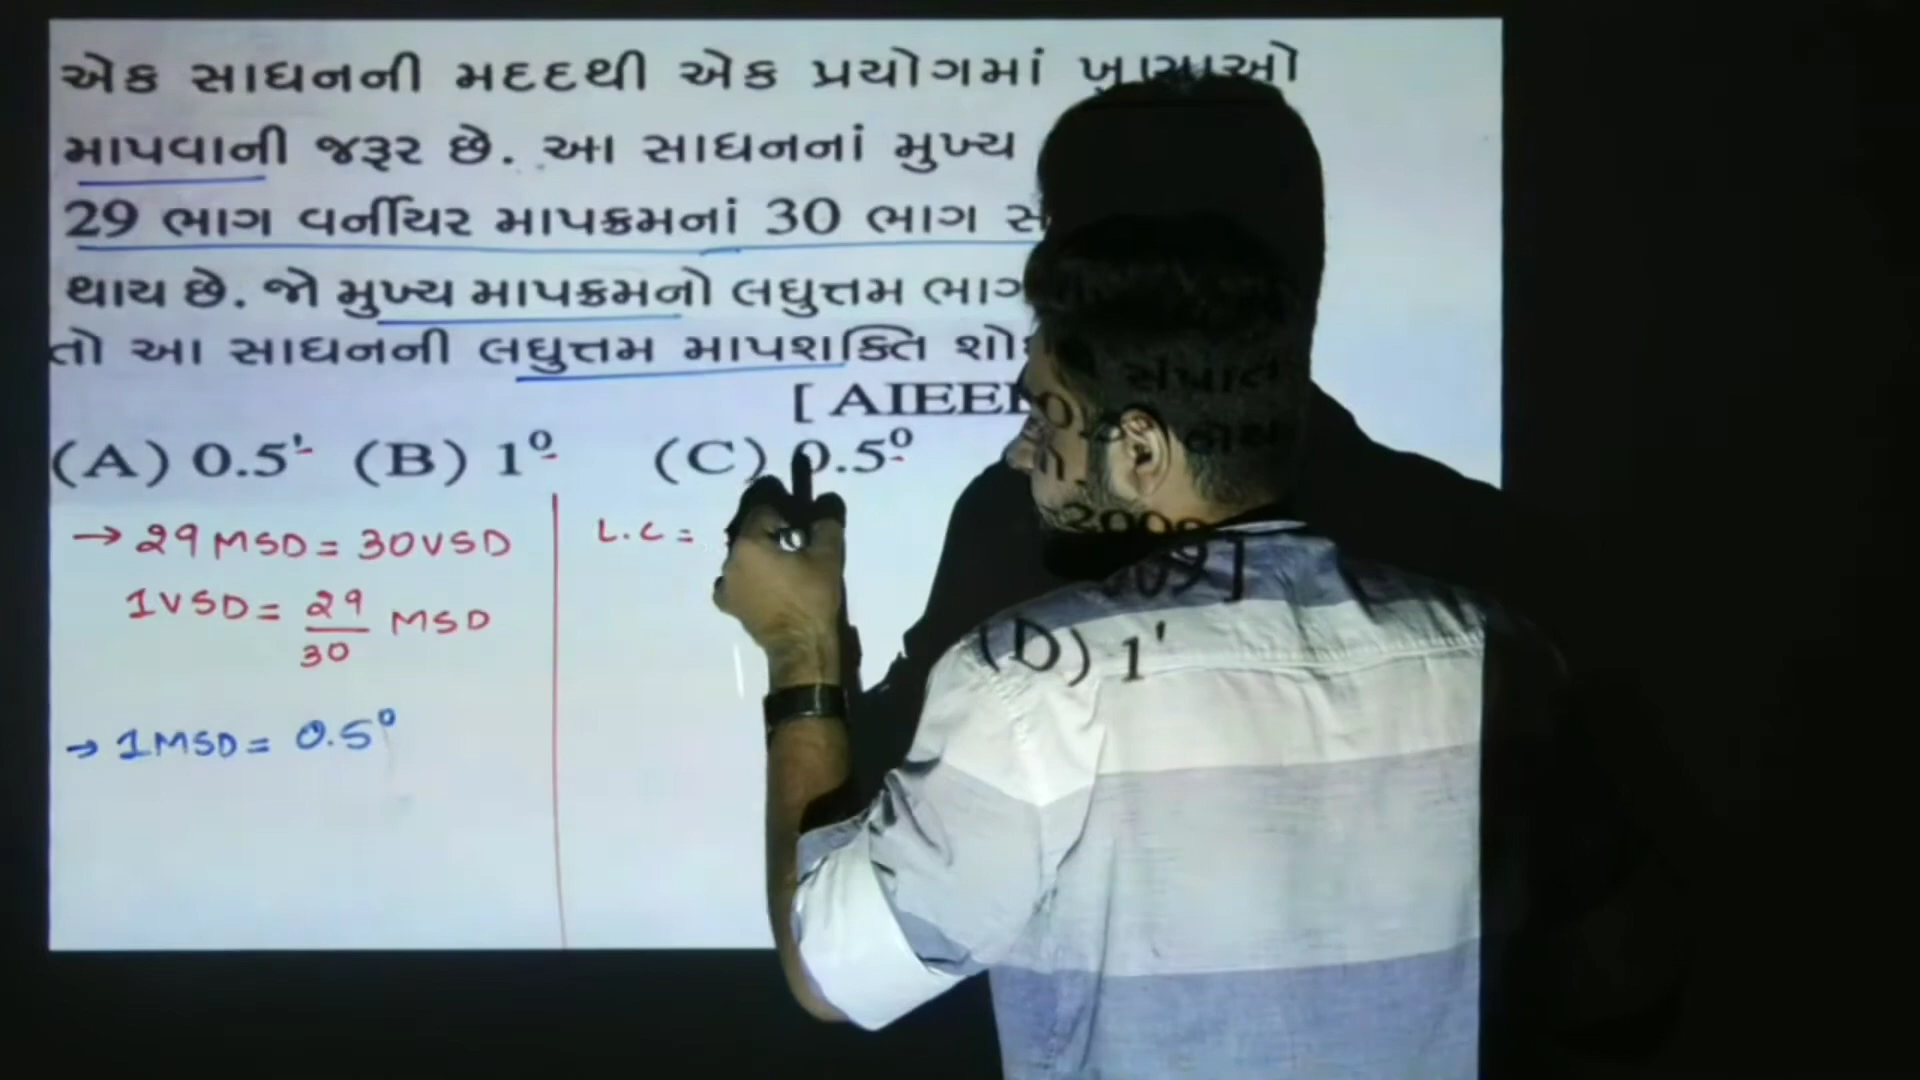 એક સાધનની મદદથી એક પ્રયોગમાં ખૂણાઓ
માપવાની જરૂર છે. આ સાધનનાં મુખ્ય
29 ભાગ વર્નીયર માપક્રમનાં 30 ભાગ
થાય છે. જો મુખ્ય માપક્રમનો લઘુત્તમ ભાગ
તો આ સાધનની લઘુત્તમ માપશક્તિ
[ AIEEE
2009]
(A) 0.5' (B) 1° (C) 0.5°
(D) 1'
→ 29 MSD = 30 VSD
1 VSD = 29/30 MSD
→ 1 MSD = 0.5°
L.C =